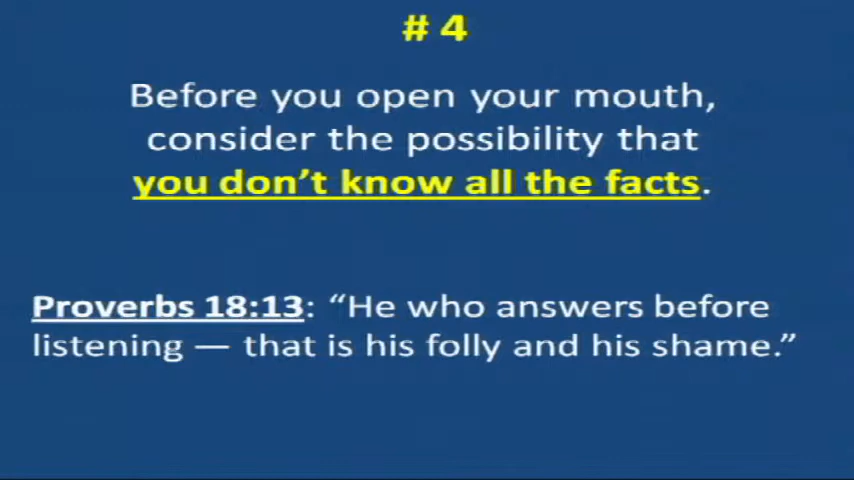 # 4
Before you open your mouth,
consider the possibility that
you don’t know all the facts.
Proverbs 18:13: “He who answers before
listening — that is his folly and his shame.”